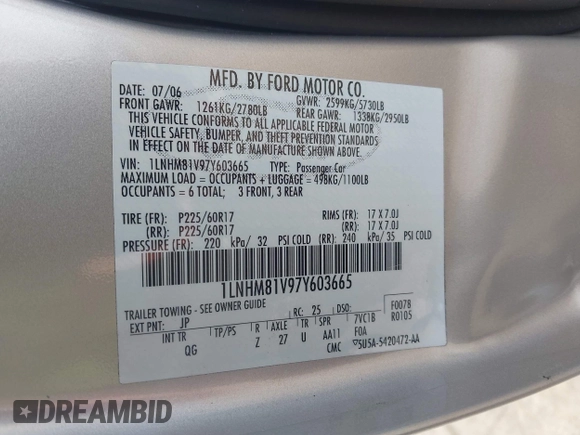 MFD. BY FORD MOTOR CO.
07/06
GVWR: 2599KG/5730LB
FRONT GAWR: 1261KG/2780LB
REAR GAWR: 1338KG/2950LB
THIS VEHICLE CONFORMS TO ALL APPLICABLE FEDERAL MOTOR
VEHICLE SAFETY, BUMPER, AND THEFT PREVENTION STANDARDS
IN EFFECT ON THE DATE OF MANUFACTURE SHOWN ABOVE.
VIN: 1LNHM81V97Y603665 TYPE: Passenger Car
MAXIMUM LOAD = OCCUPANTS + LUGGAGE = 498KG/1100LB
OCCUPANTS = 6 TOTAL; 3 FRONT, 3 REAR
TIRE (FR): P225/60R17 RIMS (FR): 17 X 7.0J
(RR): P225/60R17 (RR): 17 X 7.0J
PRESSURE (FR): 220 kPa/ 32 PSI COLD (RR): 240 kPa/ 35 PSI COLD
1LNHM81V97Y603665
TRAILER TOWING - SEE OWNER GUIDE
F0078
EXT PNT: JP RC: 25 DSO: R0105
INT TR TP/PS R AXLE TR SPR 7VC1B
QG Z 27 U AA11 FOA
CMC 5U5A-5420472-AA
DREAMBID